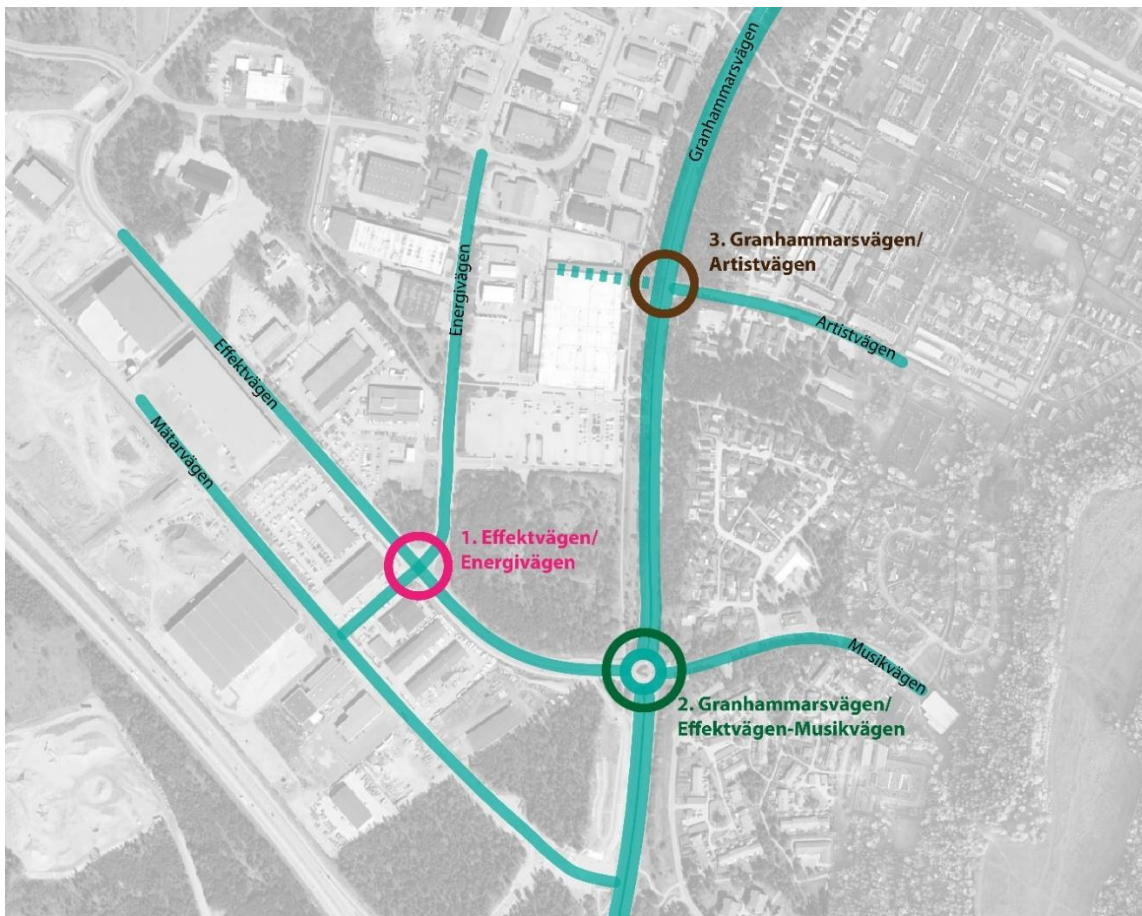 Granhammarsvägen
3. Granhammarsvägen/
Artistvägen
Energivägen
Artistvägen
Effektvägen
Mätarvägen
1. Effektvägen/
Energivägen
Musikvägen
2. Granhammarsvägen/
Effektvägen-Musikvägen